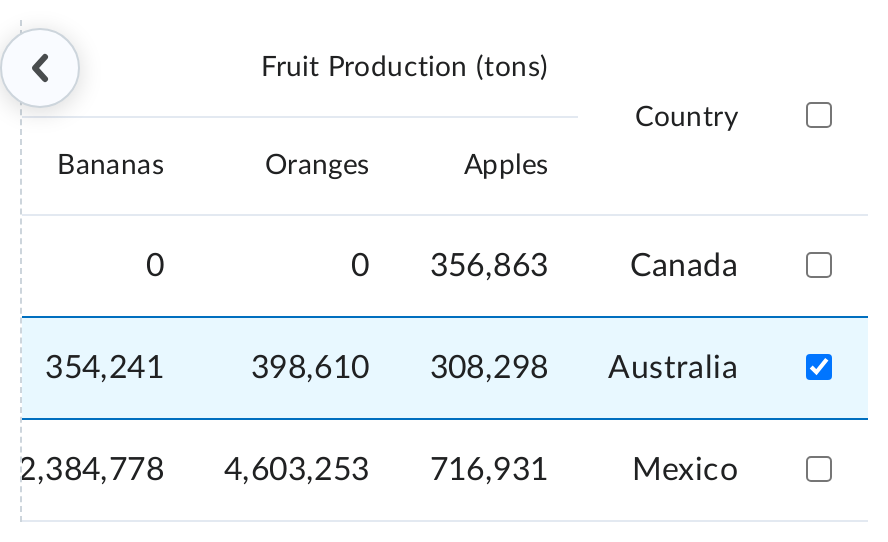 Fruit Production (tons)
Country
Bananas Oranges Apples
0 0 356,863 Canada
354,241 398,610 308,298 Australia
2,384,778 4,603,253 716,931 Mexico